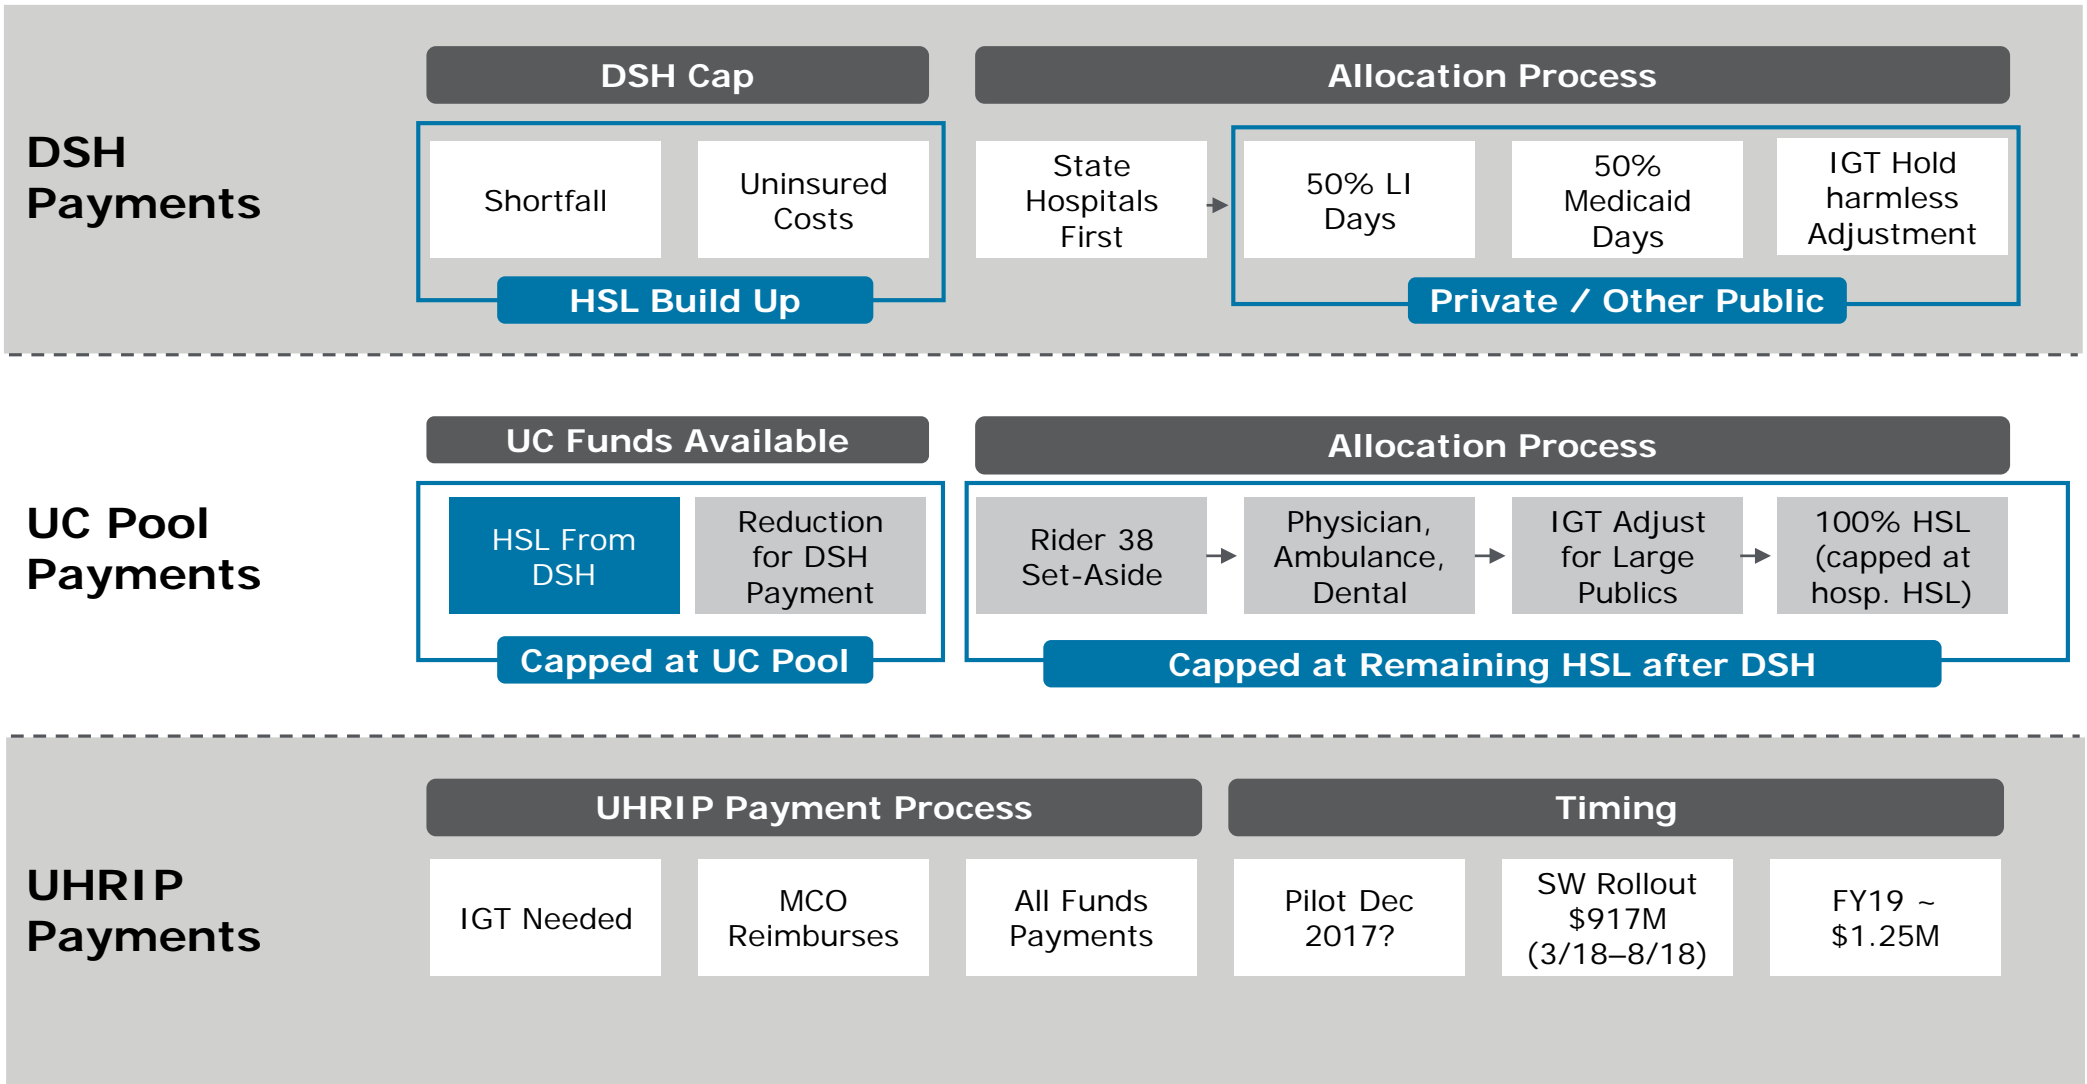 DSH
Payments
DSH Cap
Shortfall
Uninsured
Costs
HSL Build Up
Allocation Process
State
Hospitals
First
50% LI
Days
50%
Medicaid
Days
IGT Hold
harmless
Adjustment
Private / Other Public
UC Pool
Payments
UC Funds Available
HSL From
DSH
Reduction
for DSH
Payment
Capped at UC Pool
Allocation Process
Rider 38
Set-Aside
Physician,
Ambulance,
Dental
IGT Adjust
for Large
Publics
100% HSL
(capped at
hosp. HSL)
Capped at Remaining HSL after DSH
UHRIP
Payments
UHRIP Payment Process
IGT Needed
MCO
Reimburses
All Funds
Payments
Timing
Pilot Dec
2017?
SW Rollout
$917M
(3/18–8/18)
FY19 ~
$1.25M